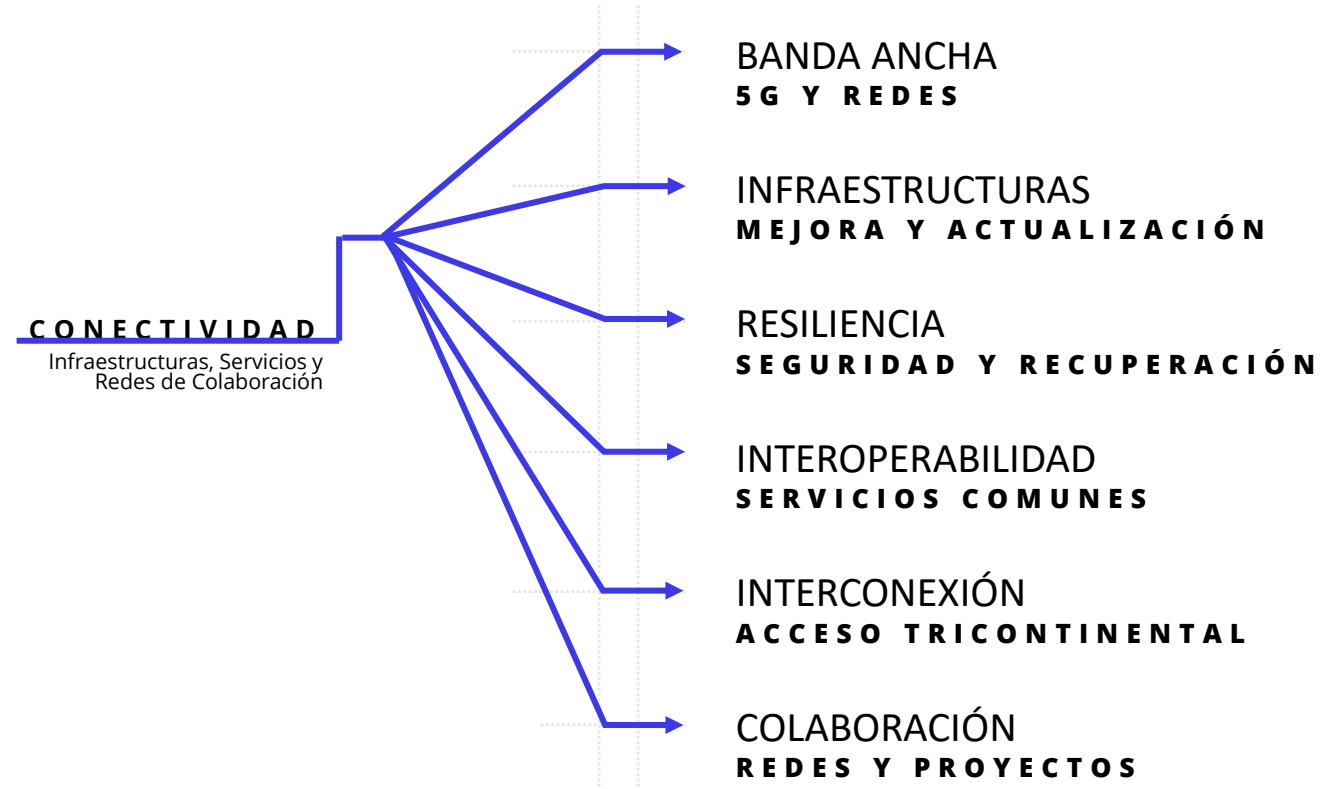 CONECTIVIDAD
Infraestructuras, Servicios y
Redes de Colaboración
BANDA ANCHA
5G Y REDES
INFRAESTRUCTURAS
MEJORA Y ACTUALIZACIÓN
RESILIENCIA
SEGURIDAD Y RECUPERACIÓN
INTEROPERABILIDAD
SERVICIOS COMUNES
INTERCONEXIÓN
ACCESO TRICONTINENTAL
COLABORACIÓN
REDES Y PROYECTOS